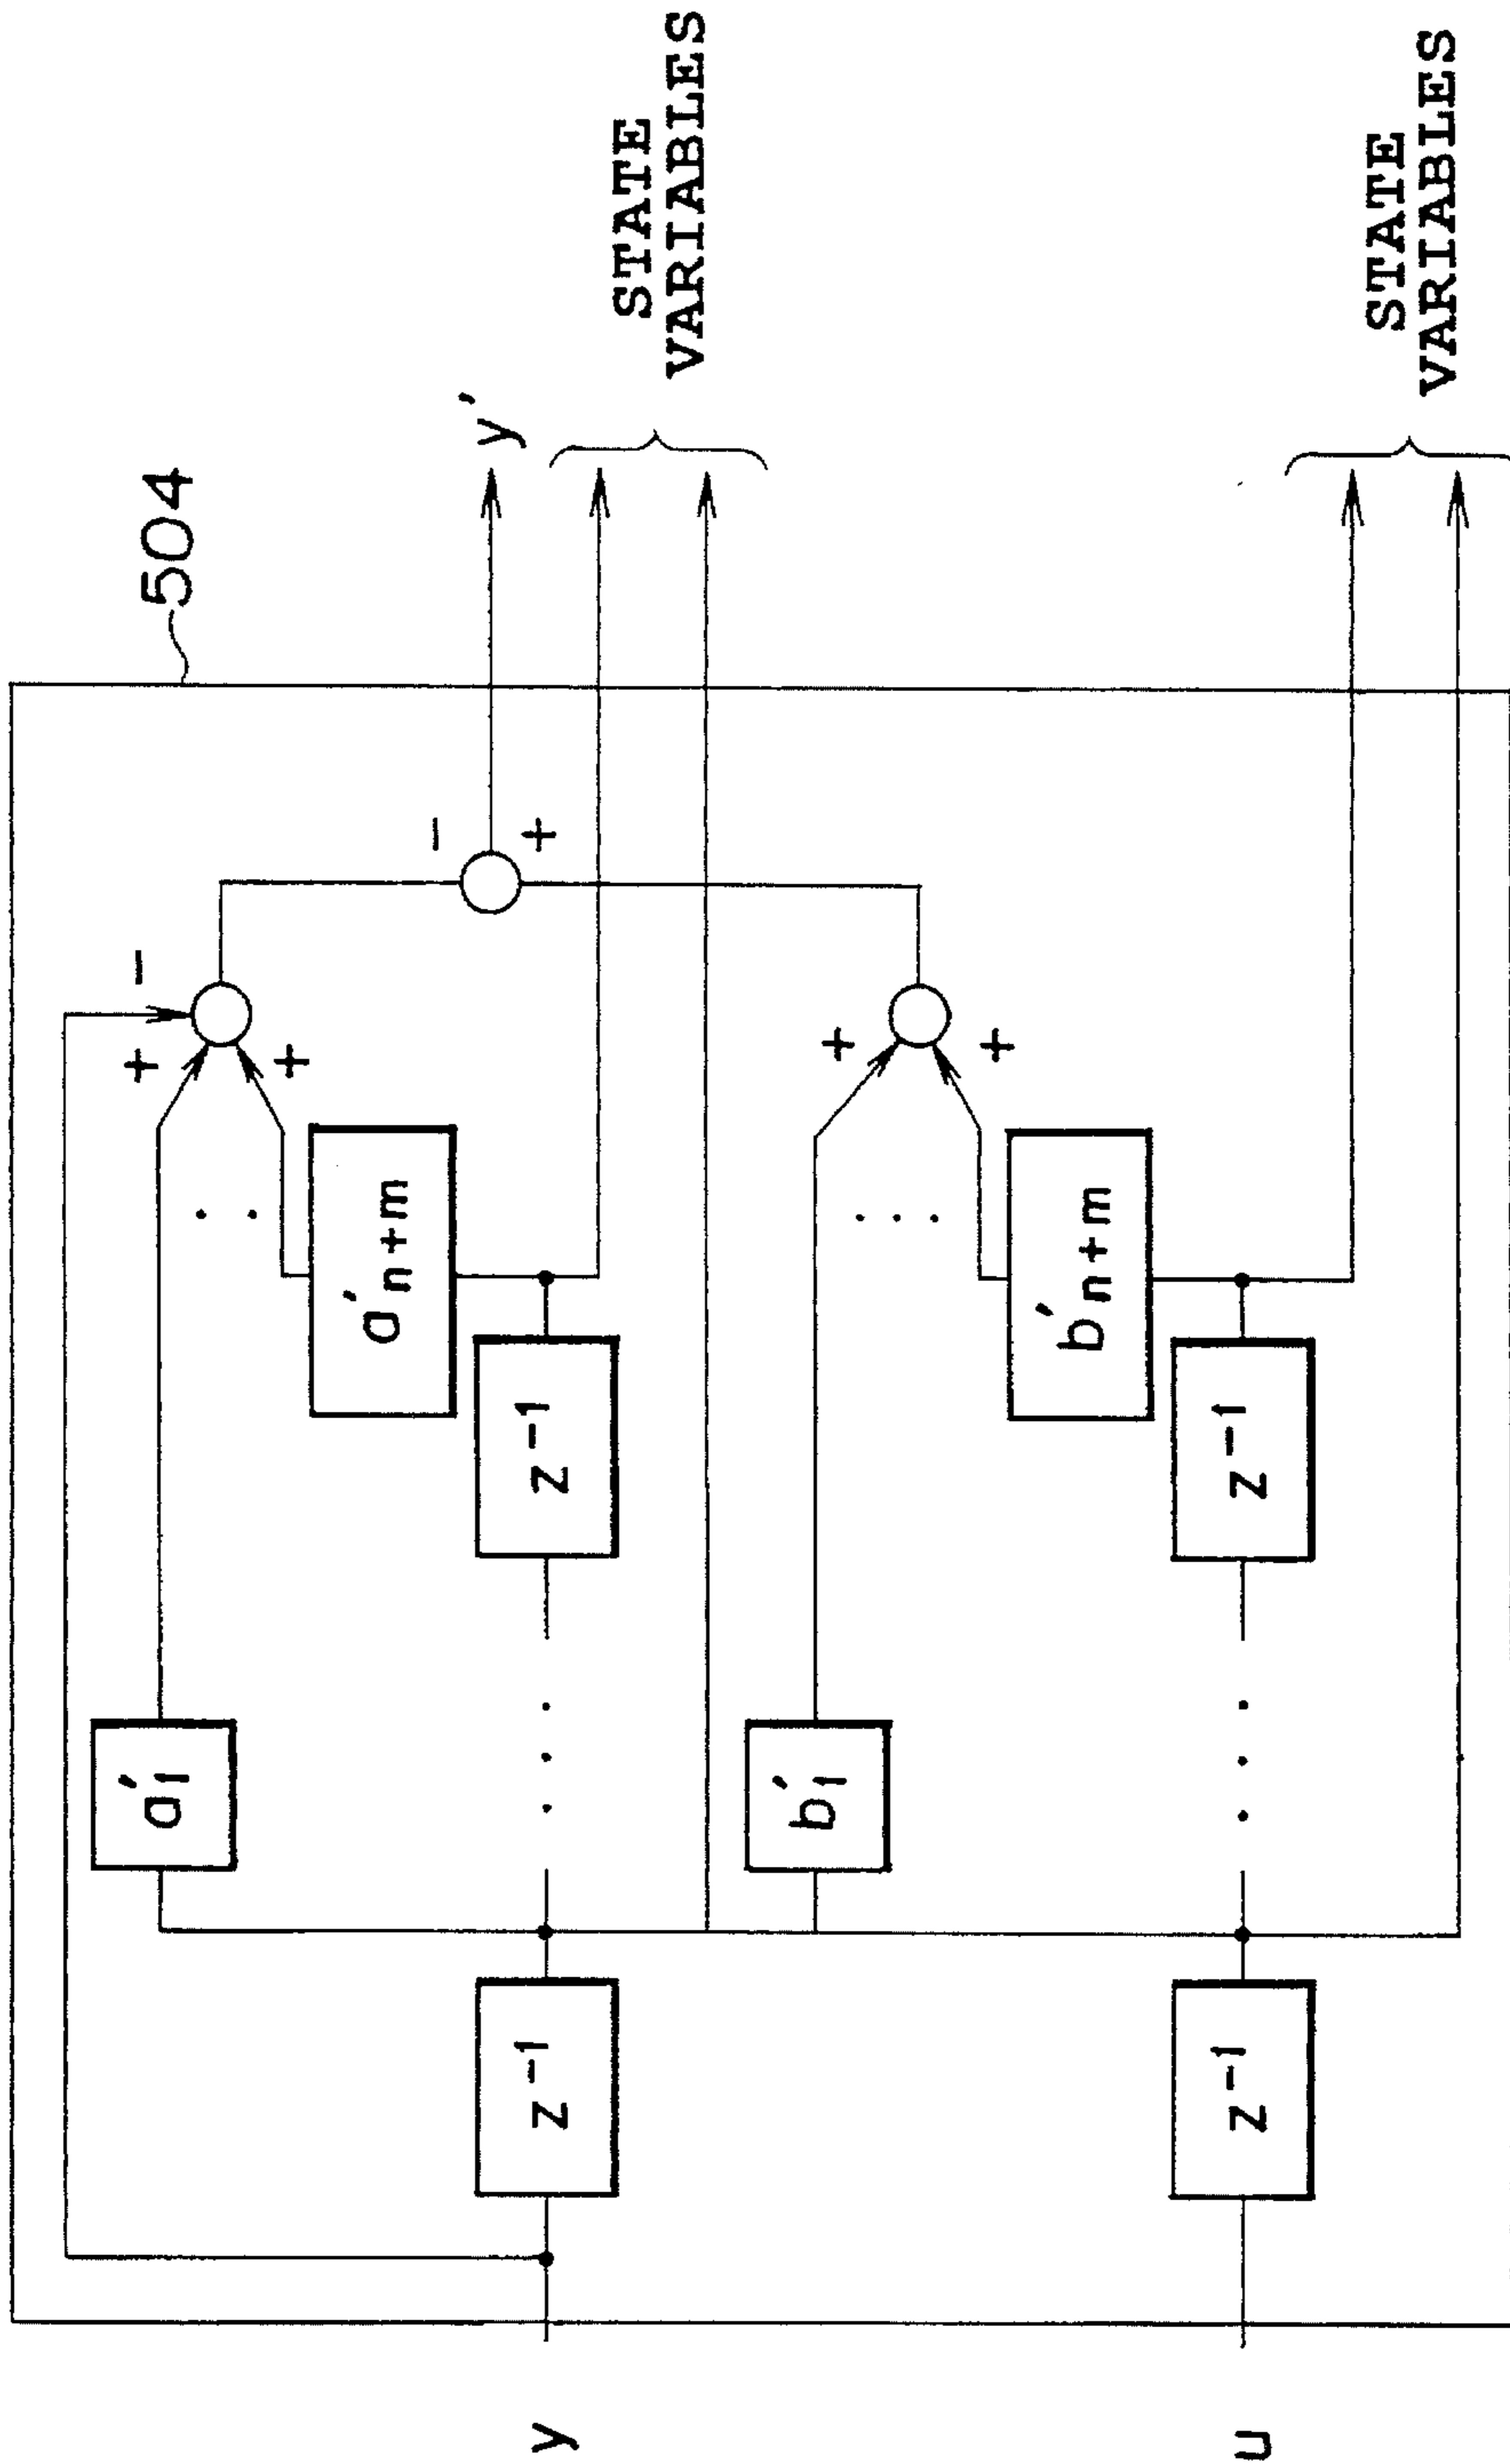 504
y
z⁻¹
a'₁
. . .
z⁻¹
a'ₙ₊ₘ
. .
+
-
+
-
+
y'
STATE
VARIABLES
u
z⁻¹
b'₁
. . .
z⁻¹
b'ₙ₊ₘ
. . .
+
+
STATE
VARIABLES